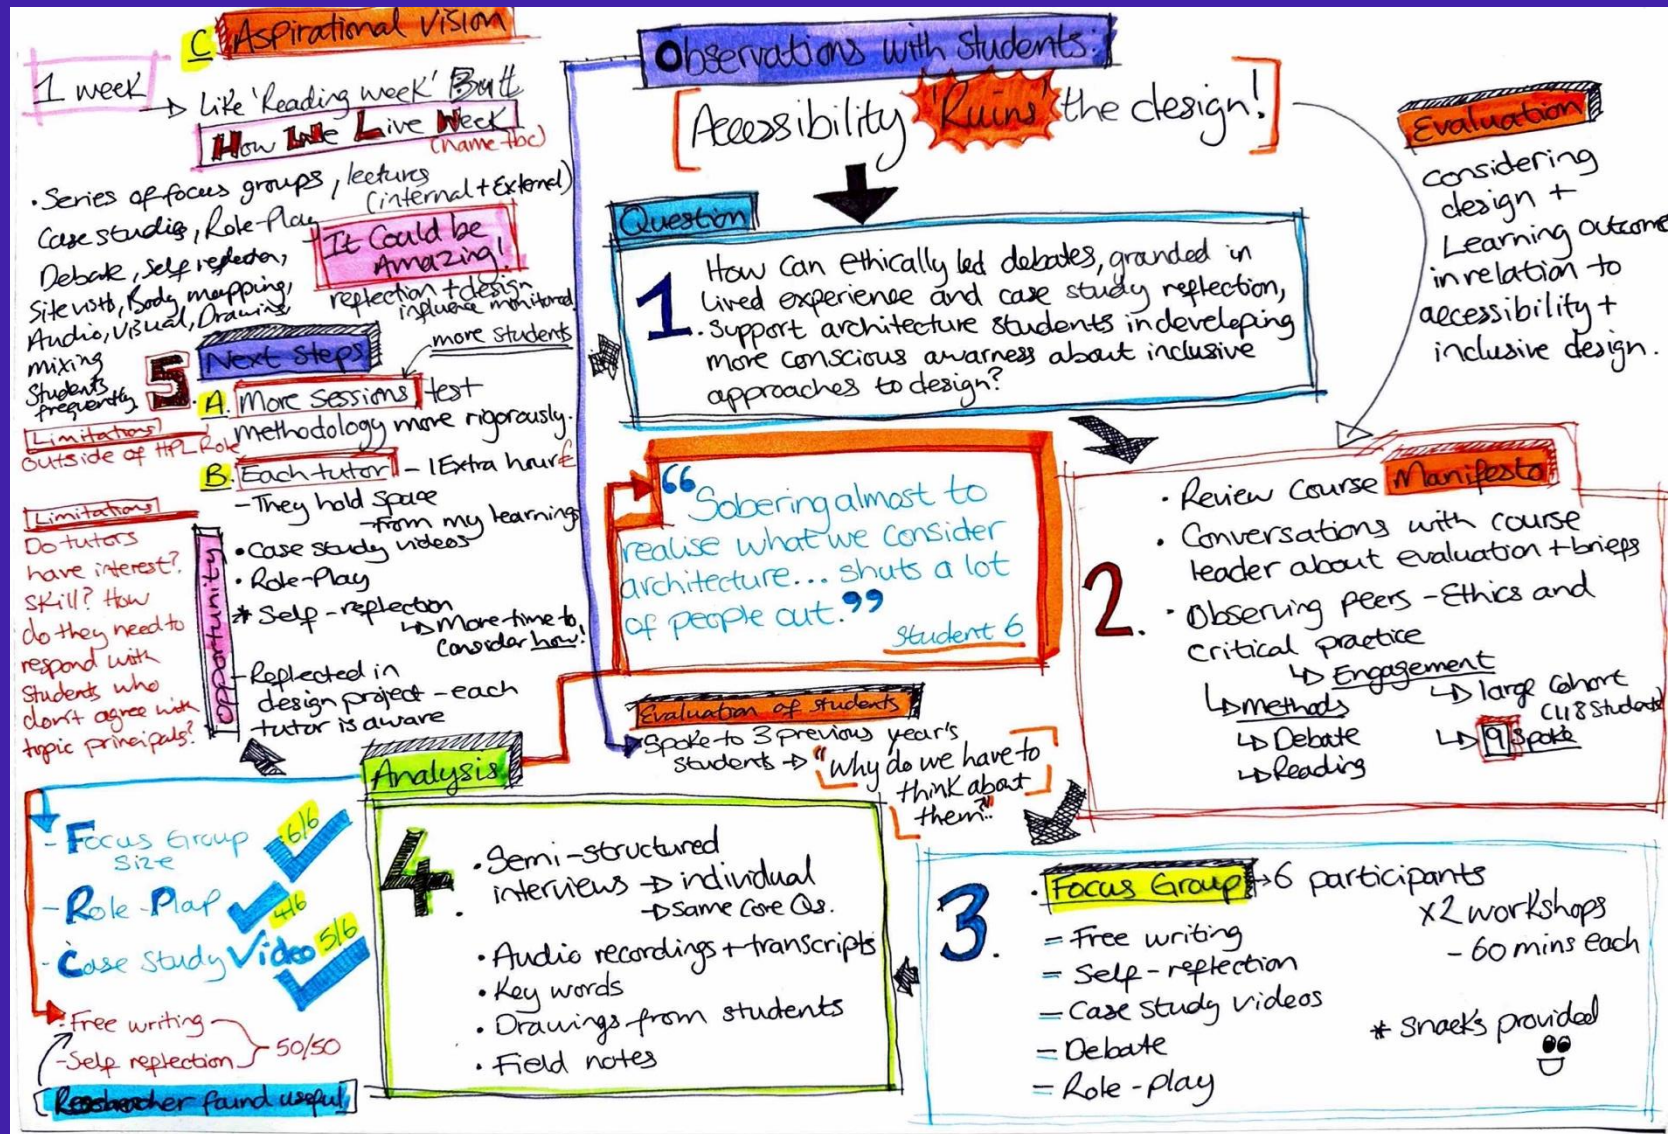 Observations with Students:
Accessibility 'Ruins' the design!
Question
1.
How can ethically led debates, grounded in
lived experience and case study reflection,
support architecture students in developing
more conscious awarness about inclusive
approaches to design?
Evaluation
considering
design +
Learning outcome
in relation to
accessibility +
inclusive design.
2.
• Review course Manifesto
• Conversations with course
leader about evaluation + briefs
• Observing peers - Ethics and
critical practice
↳ Engagement
↳ methods
↳ Debate
↳ Reading
↳ large cohort
(118 Students)
↳ 9 spoke
"Sobering almost to
realise what we consider
architecture... shuts a lot
of people out."
Student 6
Evaluation of students
Spoke to 3 previous year's
students → "why do we have to
think about
them?"
3.
• Focus Group → 6 participants
x2 workshops
- 60 mins each
= Free writing
= Self-reflection
= Case study videos
= Debate
= Role-play
* snacks provided
Analysis
4.
• Semi-structured
interviews → individual
→ Same core Qs.
• Audio recordings + transcripts
• Key words
• Drawings from students
• Field notes
- Focus Group 6/6
size
- Role-Play 4/6
- Case Study Video 5/6
- Free writing
- Self reflection
50/50
Researcher found useful
5. Next Steps
more students
A. More sessions test
methodology more rigorously.
Limitations
outside of HPL Role
B. Each tutor - 1 Extra hour £
- They hold space
- from my learnings
• Case study videos
• Role-Play
* Self-reflection
↳ More time to
consider how!
- Reflected in
design project - each
tutor is aware
opportunity
Limitations
Do tutors
have interest?
Skill? How
do they need to
respond with
students who
don't agree with
topic principals?
C Aspirational Vision
1 week
→ Like 'Reading week' But
How We Live Week
(name tbc)
• Series of focus groups, lectures
(internal + External)
Case studies, Role-Play
Debate, Self reflection,
Site visits, Body mapping,
Audio, Visual, Drawing
mixing
Students
frequently.
It Could be
Amazing!
reflection + design
influence monitored